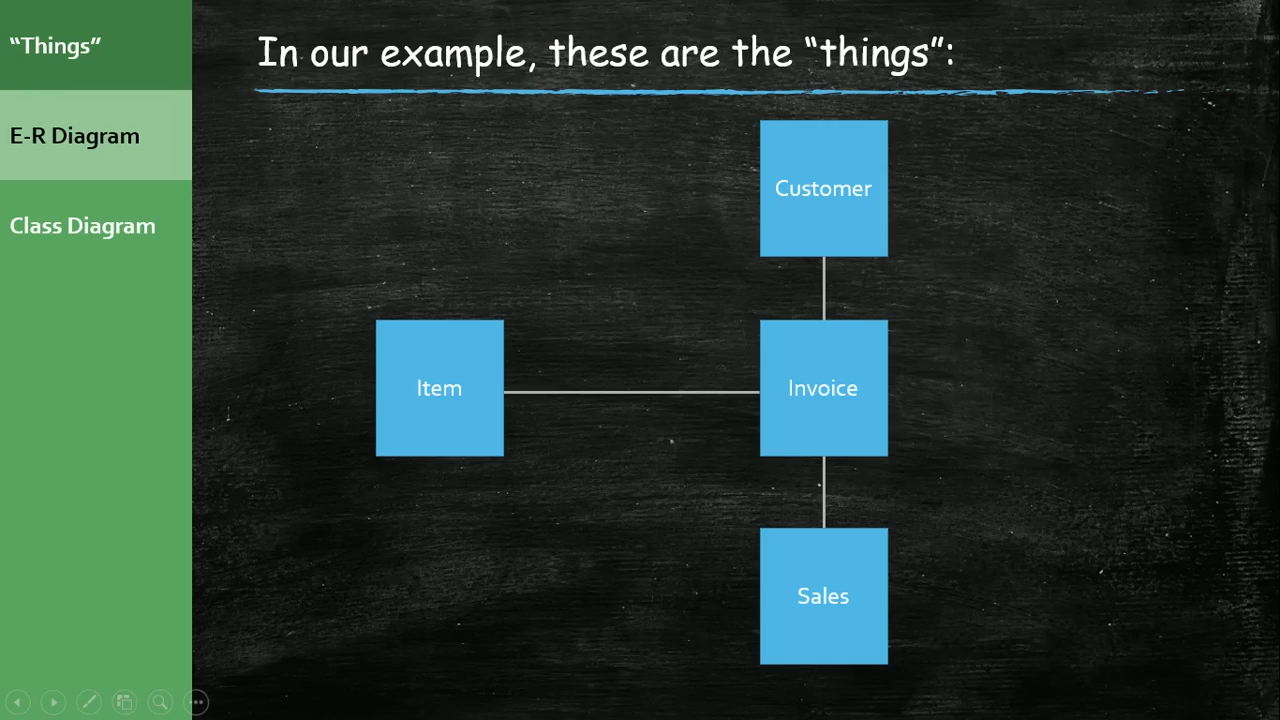 “Things”
E-R Diagram
Class Diagram
In our example, these are the “things”:
Customer
Item
Invoice
Sales